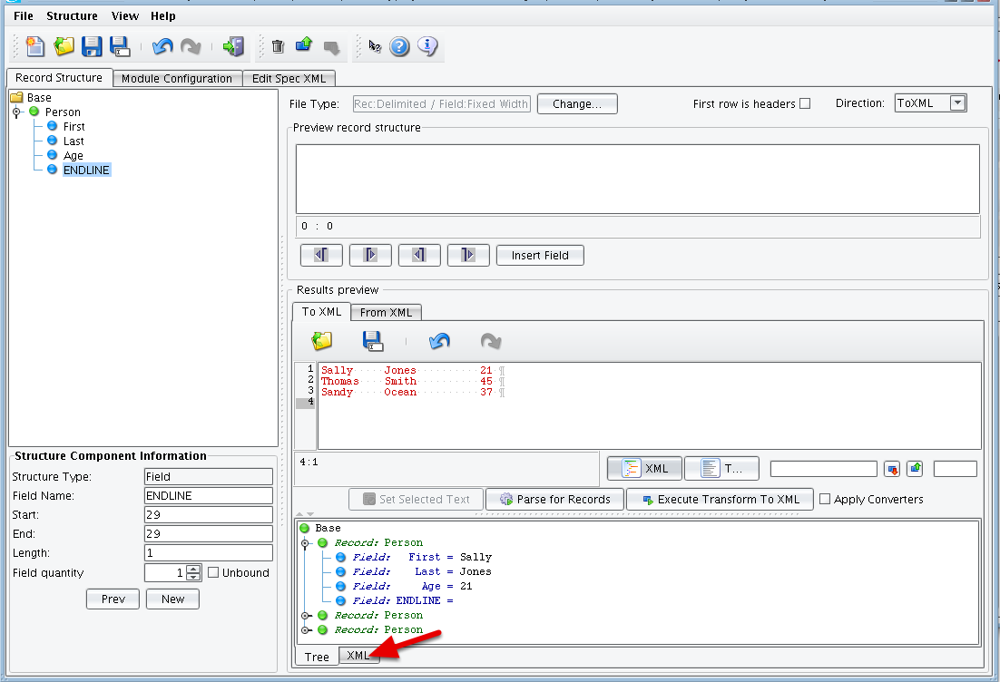 File Structure View Help
Record Structure Module Configuration Edit Spec XML
Base
Person
First
Last
Age
ENDLINE
File Type: Rec:Delimited / Field:Fixed Width Change... First row is headers Direction: ToXML
Preview record structure
0 : 0
Insert Field
Results preview
To XML From XML
1 Sally Jones 21 ¶
2 Thomas Smith 45 ¶
3 Sandy Ocean 37 ¶
4
4:1
XML T...
Set Selected Text Parse for Records Execute Transform To XML Apply Converters
Structure Component Information
Structure Type: Field
Field Name: ENDLINE
Start: 29
End: 29
Length: 1
Field quantity 1 Unbound
Prev New
Base
Record: Person
Field: First = Sally
Field: Last = Jones
Field: Age = 21
Field: ENDLINE =
Record: Person
Record: Person
Tree XML